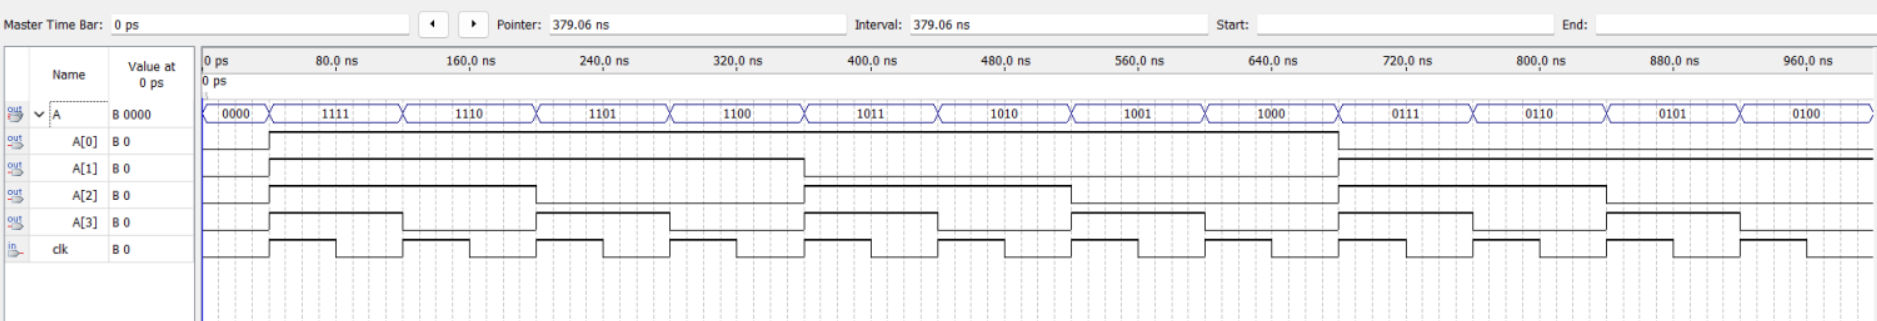 Master Time Bar: 0 ps Pointer: 379.06 ns Interval: 379.06 ns Start: End:
Name Value at 0 ps
0 ps 80.0 ns 160.0 ns 240.0 ns 320.0 ns 400.0 ns 480.0 ns 560.0 ns 640.0 ns 720.0 ns 800.0 ns 880.0 ns 960.0 ns
0 ps
out A B 0000 0000 1111 1110 1101 1100 1011 1010 1001 1000 0111 0110 0101 0100
out A[0] B 0
out A[1] B 0
out A[2] B 0
out A[3] B 0
in clk B 0